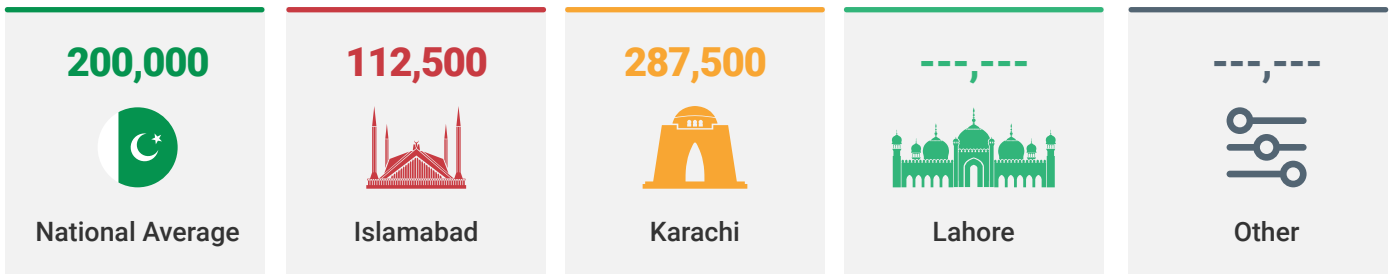 200,000
National Average
112,500
Islamabad
287,500
Karachi
---,---
Lahore
---,---
Other